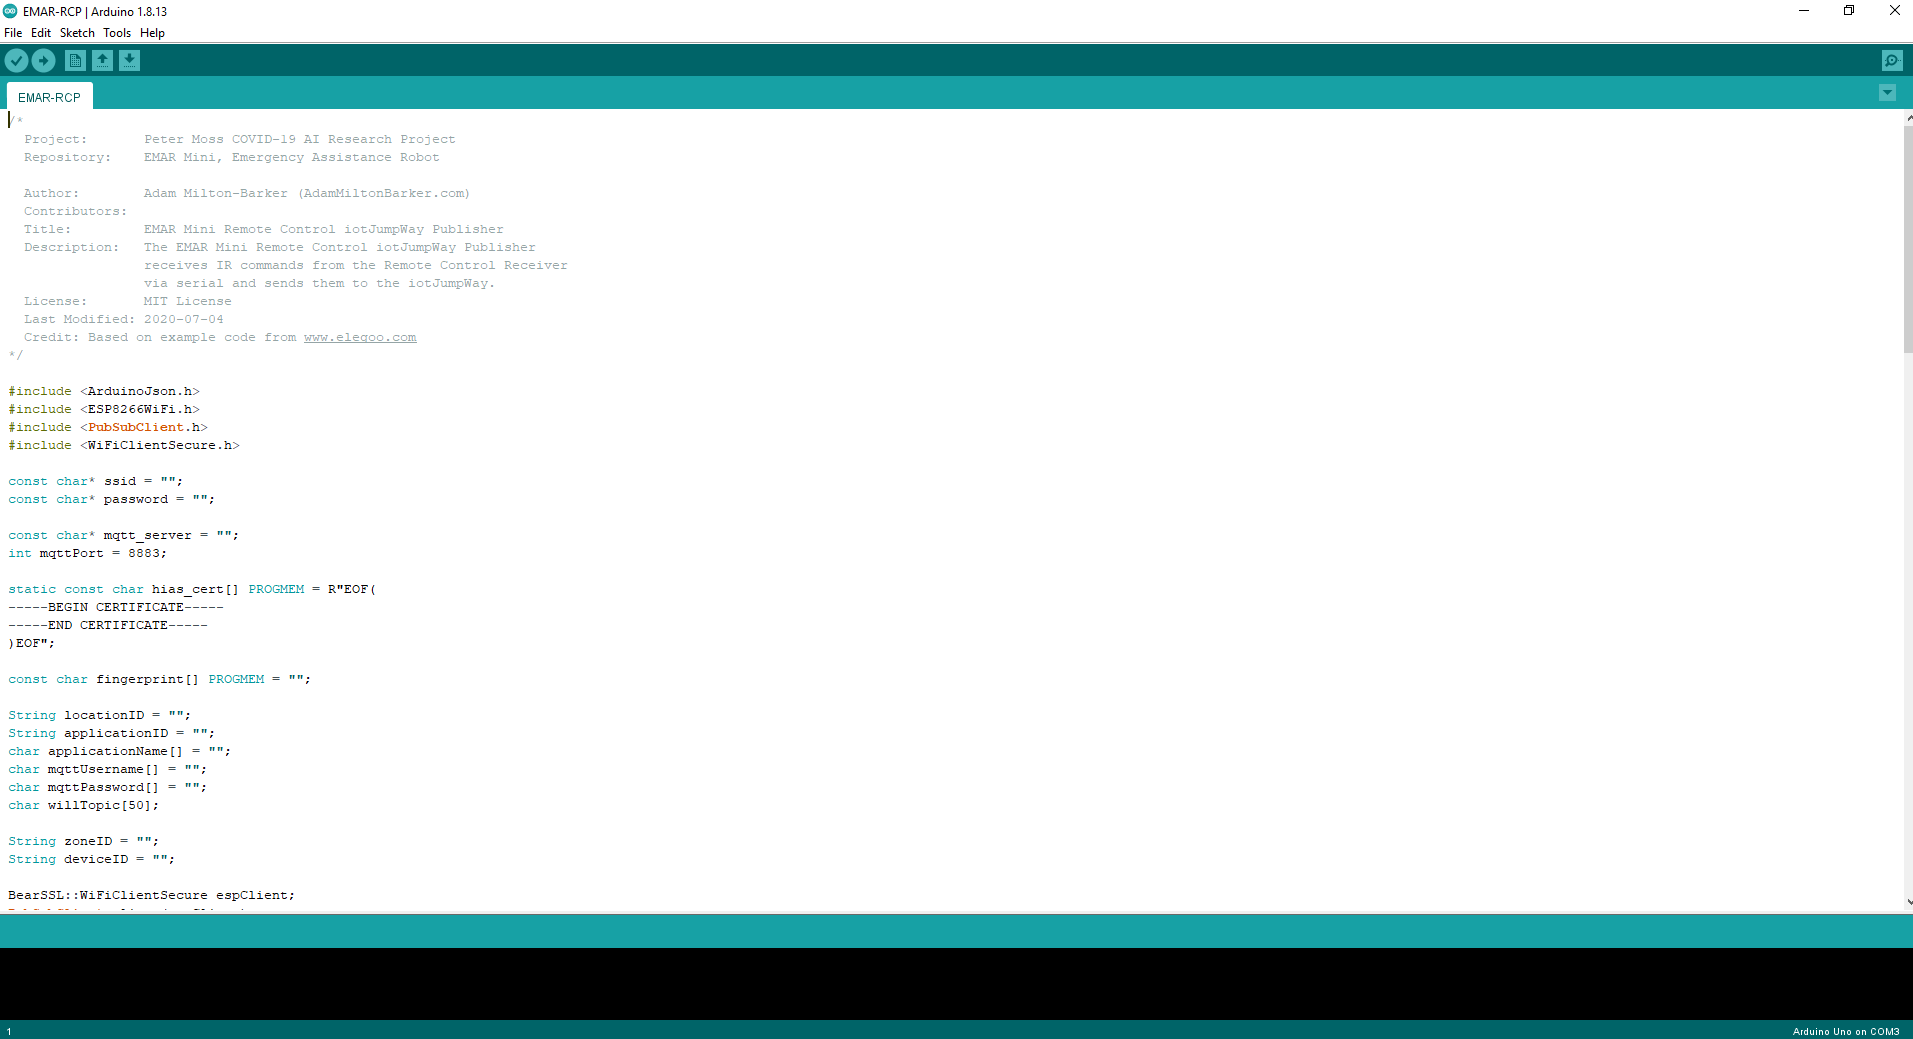 EMAR-RCP | Arduino 1.8.13
File Edit Sketch Tools Help
EMAR-RCP
/*
Project: Peter Moss COVID-19 AI Research Project
Repository: EMAR Mini, Emergency Assistance Robot
Author: Adam Milton-Barker (AdamMiltonBarker.com)
Contributors:
Title: EMAR Mini Remote Control iotJumpWay Publisher
Description: The EMAR Mini Remote Control iotJumpWay Publisher
receives IR commands from the Remote Control Receiver
via serial and sends them to the iotJumpWay.
License: MIT License
Last Modified: 2020-07-04
Credit: Based on example code from www.elegoo.com
*/
#include <ArduinoJson.h>
#include <ESP8266WiFi.h>
#include <PubSubClient.h>
#include <WiFiClientSecure.h>
const char* ssid = "";
const char* password = "";
const char* mqtt_server = "";
int mqttPort = 8883;
static const char hias_cert[] PROGMEM = R"EOF(
-----BEGIN CERTIFICATE-----
-----END CERTIFICATE-----
)EOF";
const char fingerprint[] PROGMEM = "";
String locationID = "";
String applicationID = "";
char applicationName[] = "";
char mqttUsername[] = "";
char mqttPassword[] = "";
char willTopic[50];
String zoneID = "";
String deviceID = "";
BearSSL::WiFiClientSecure espClient;
1
Arduino Uno on COM3